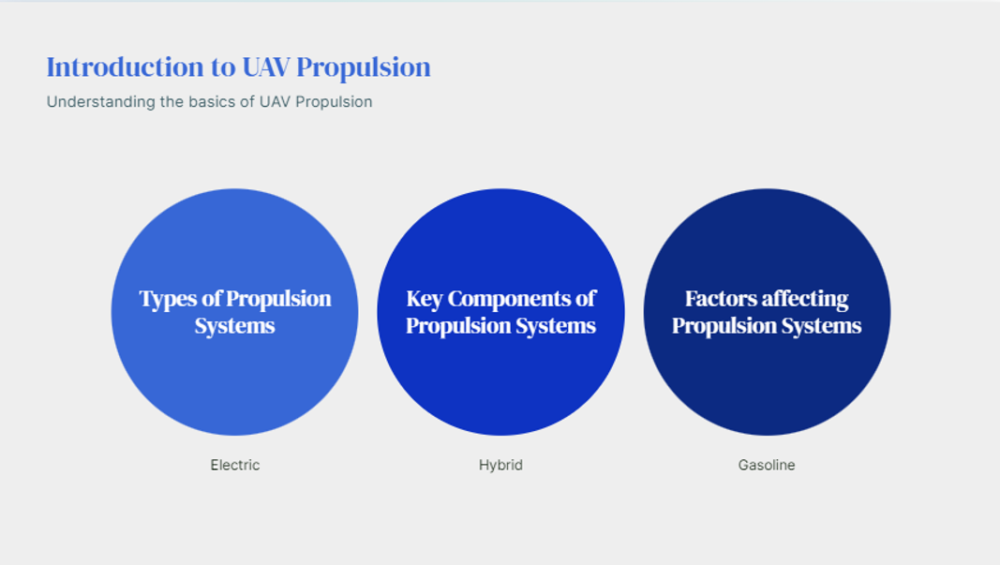 Introduction to UAV Propulsion
Understanding the basics of UAV Propulsion
Types of Propulsion
Systems
Key Components of
Propulsion Systems
Factors affecting
Propulsion Systems
Electric
Hybrid
Gasoline